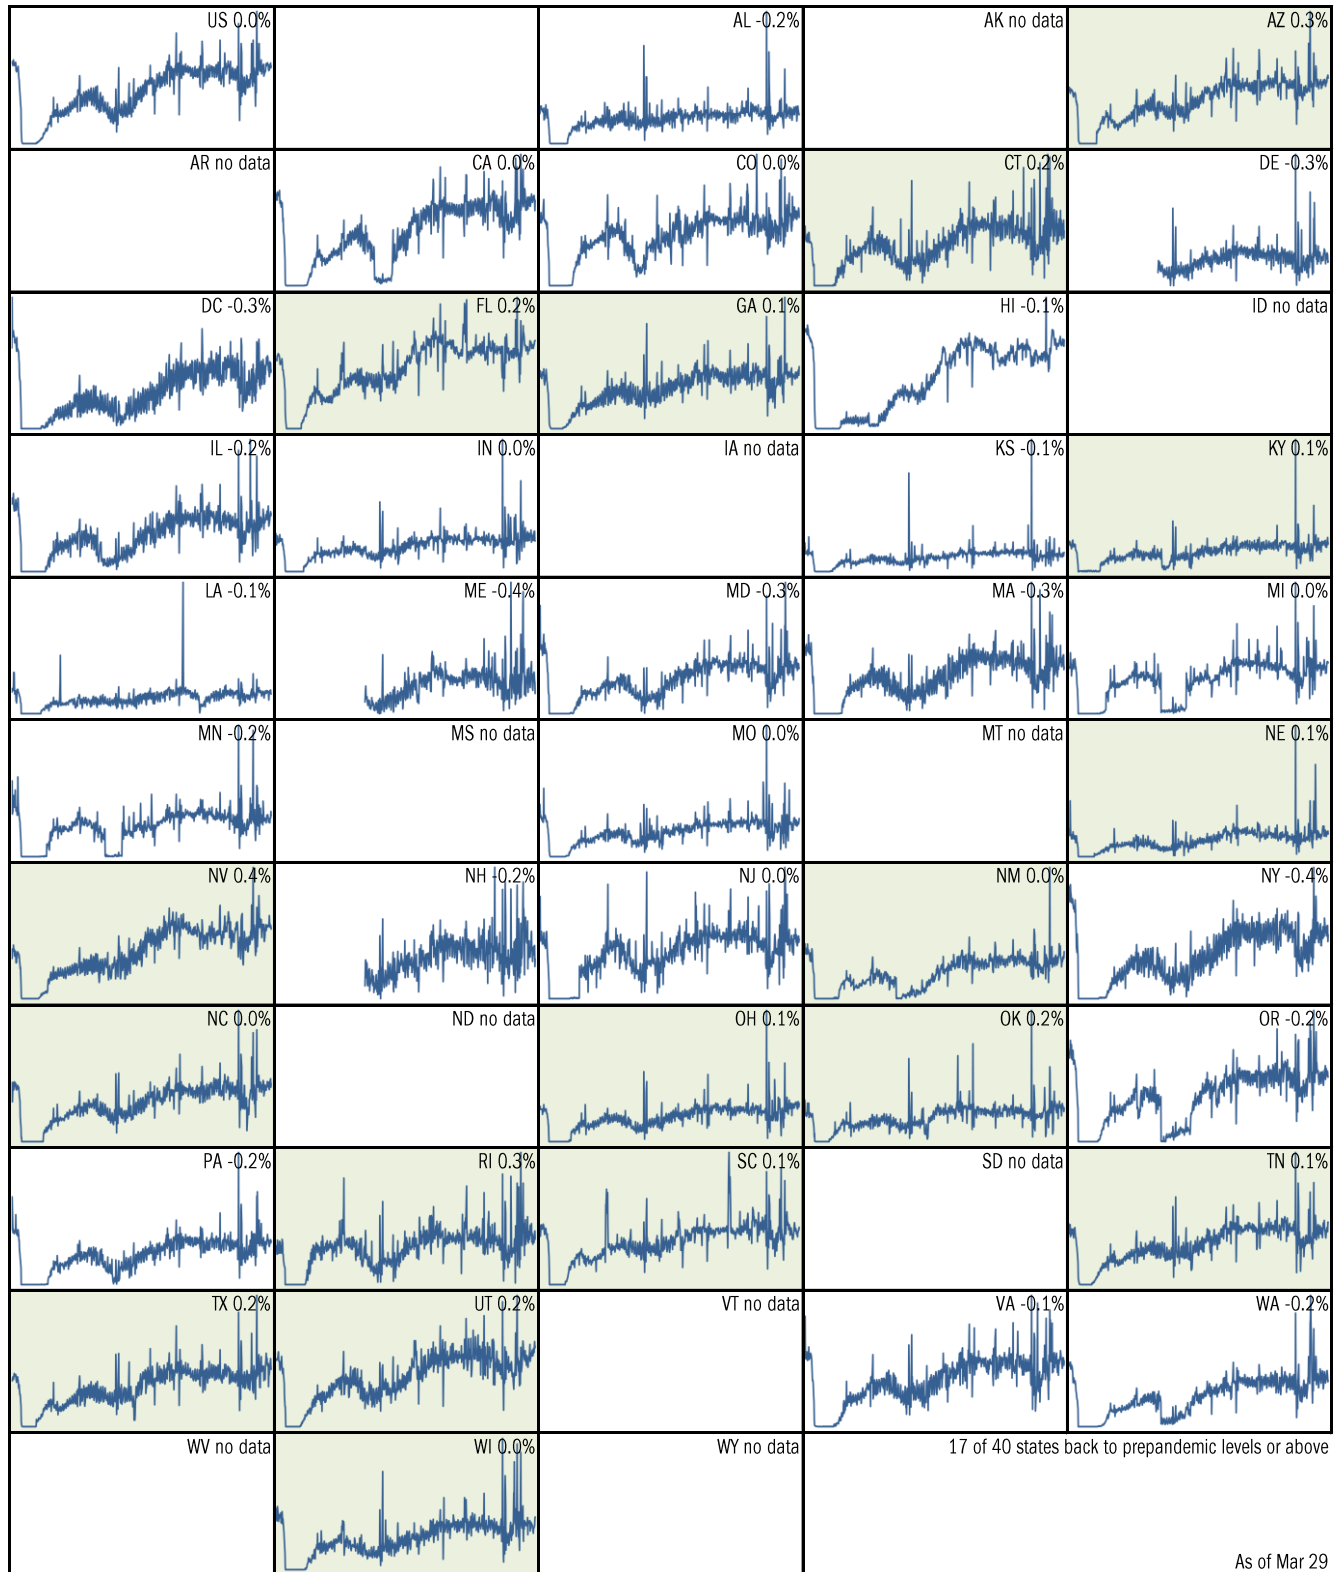 US 0.0%
AL -0.2%
AK no data
AZ 0.3%
AR no data
CA 0.0%
CO 0.0%
CT 0.2%
DE -0.3%
DC -0.3%
FL 0.2%
GA 0.1%
HI -0.1%
ID no data
IL -0.2%
IN 0.0%
IA no data
KS -0.1%
KY 0.1%
LA -0.1%
ME -0.4%
MD -0.3%
MA -0.3%
MI 0.0%
MN -0.2%
MS no data
MO 0.0%
MT no data
NE 0.1%
NV 0.4%
NH -0.2%
NJ 0.0%
NM 0.0%
NY -0.4%
NC 0.0%
ND no data
OH 0.1%
OK 0.2%
OR -0.2%
PA -0.2%
RI 0.3%
SC 0.1%
SD no data
TN 0.1%
TX 0.2%
UT 0.2%
VT no data
VA -0.1%
WA -0.2%
WV no data
WI 0.0%
WY no data
17 of 40 states back to prepandemic levels or above
As of Mar 29